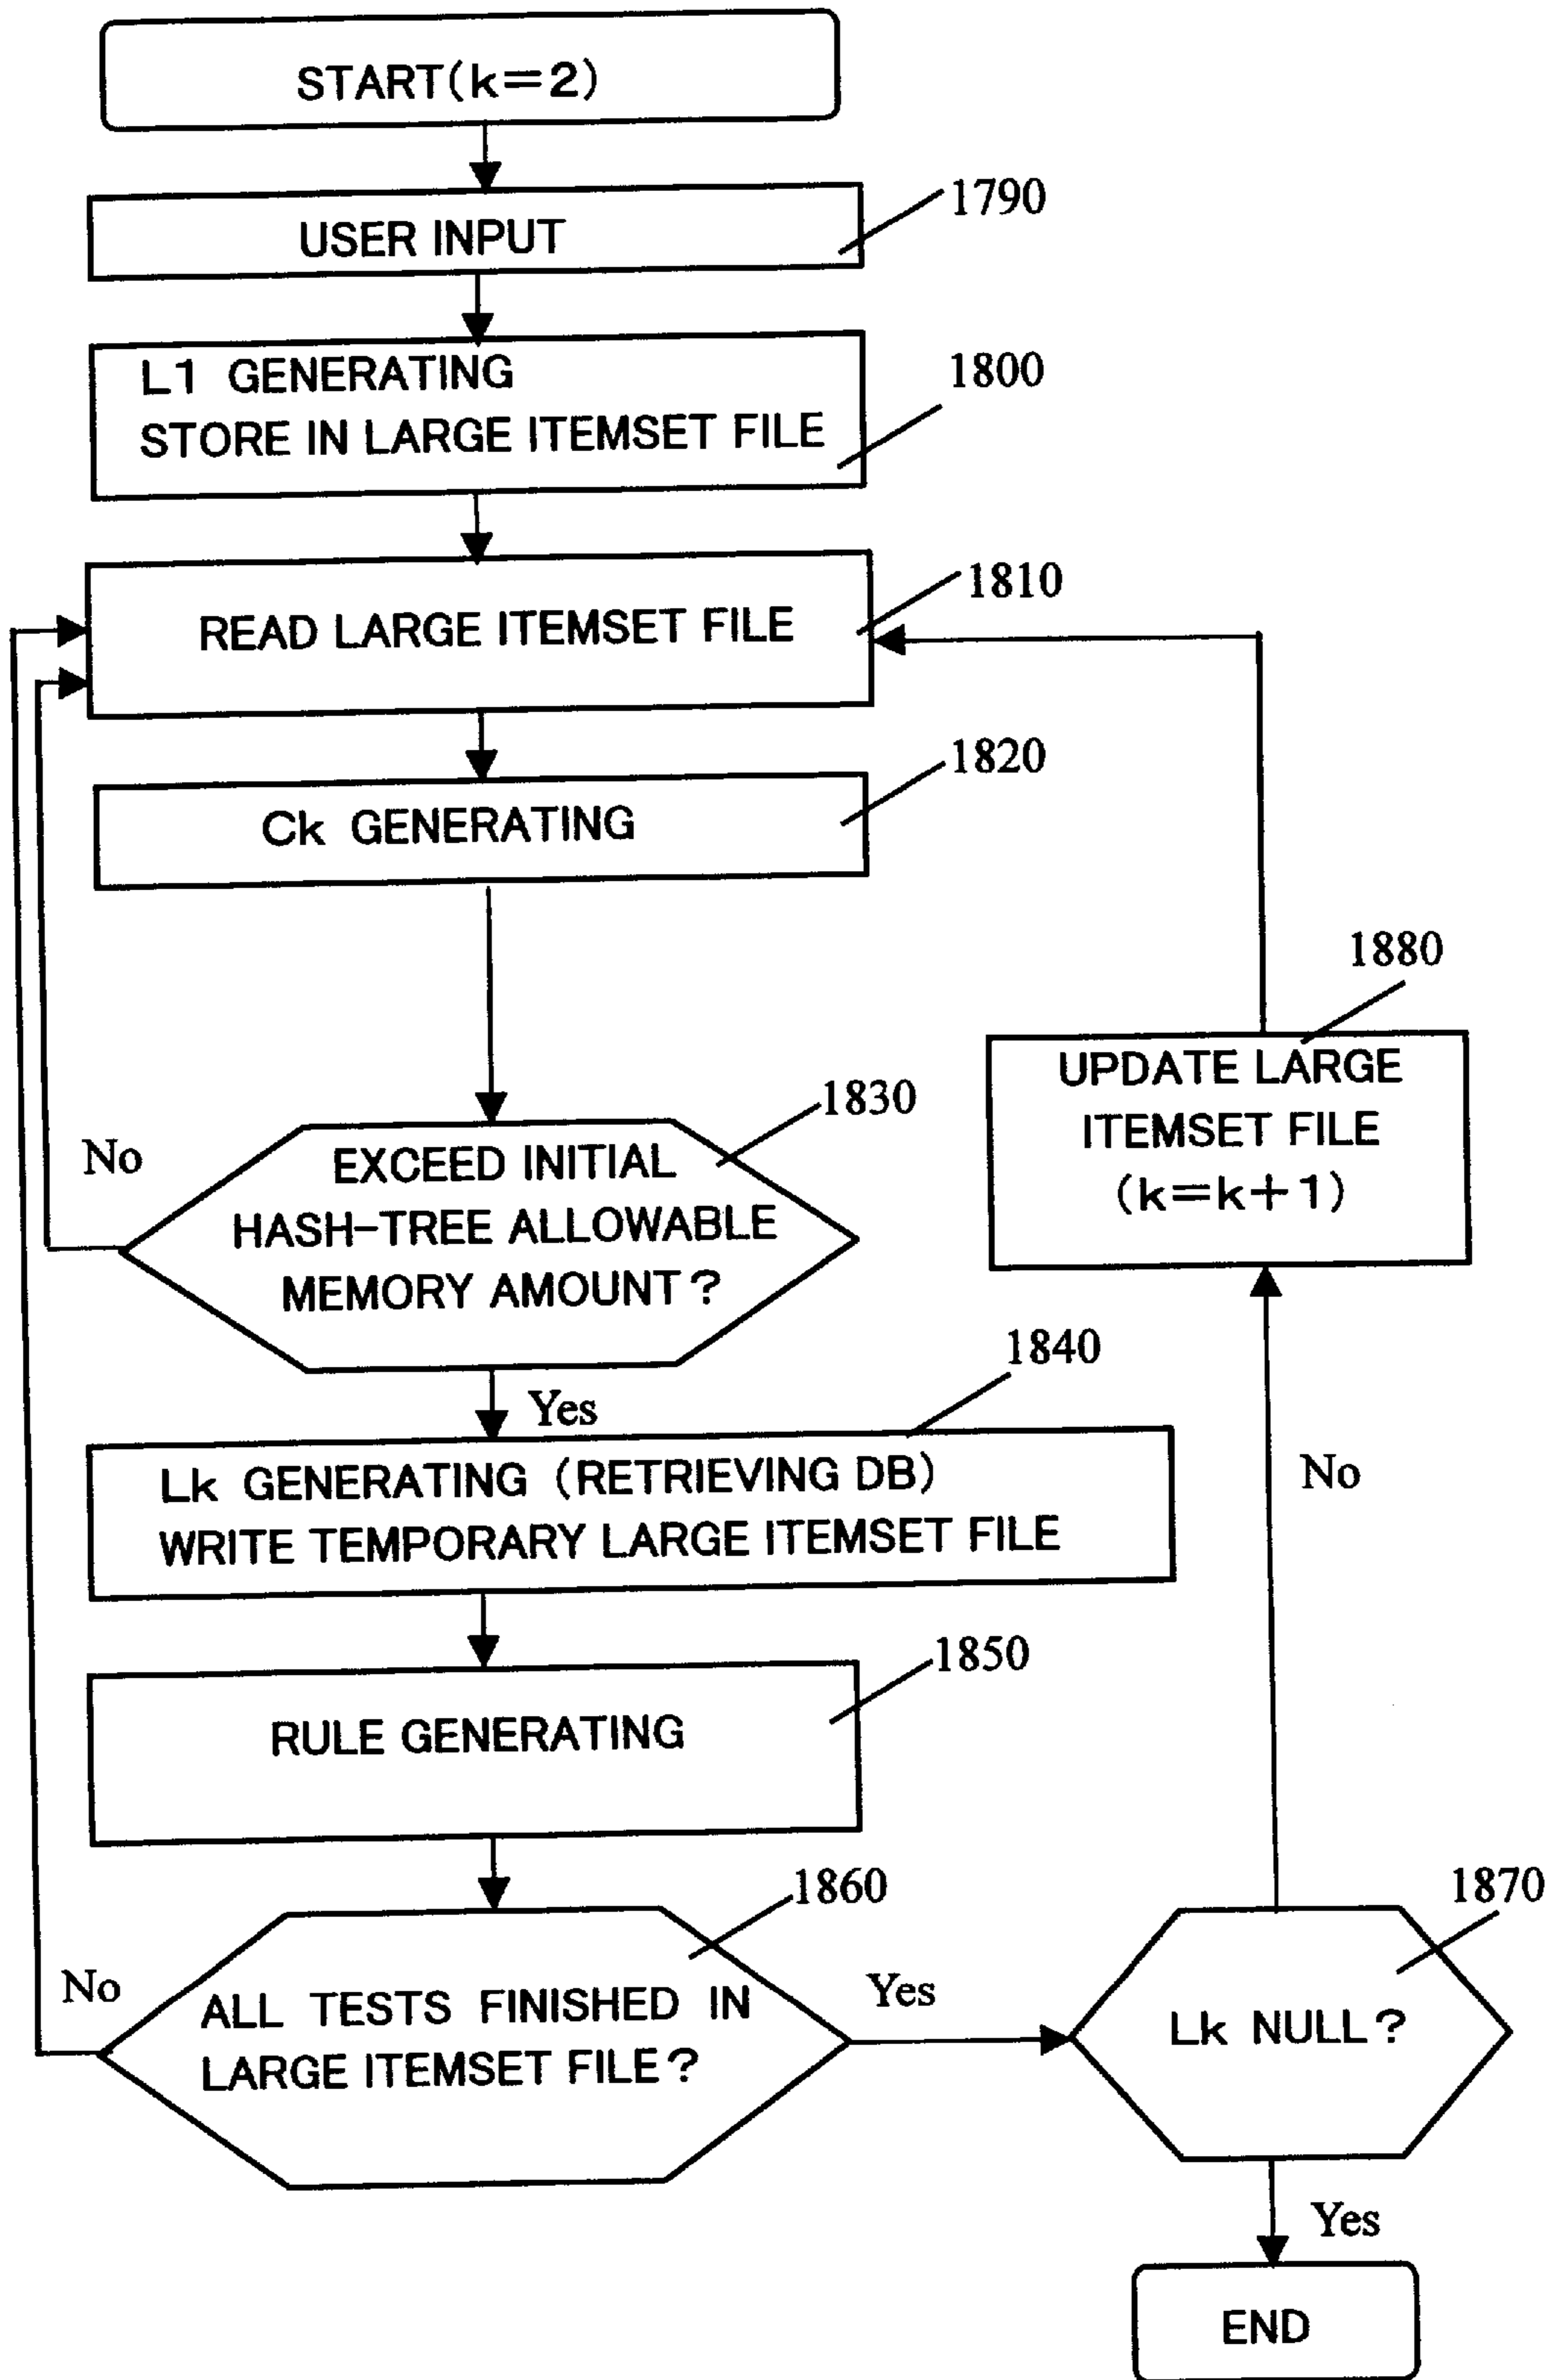 START(k=2)
USER INPUT
1790
L1 GENERATING
STORE IN LARGE ITEMSET FILE
1800
READ LARGE ITEMSET FILE
1810
Ck GENERATING
1820
1880
UPDATE LARGE
ITEMSET FILE
(k=k+1)
1830
No
EXCEED INITIAL
HASH-TREE ALLOWABLE
MEMORY AMOUNT?
Yes
1840
Lk GENERATING (RETRIEVING DB)
WRITE TEMPORARY LARGE ITEMSET FILE
No
1850
RULE GENERATING
1860
No
ALL TESTS FINISHED IN
LARGE ITEMSET FILE?
Yes
1870
Lk NULL?
Yes
END